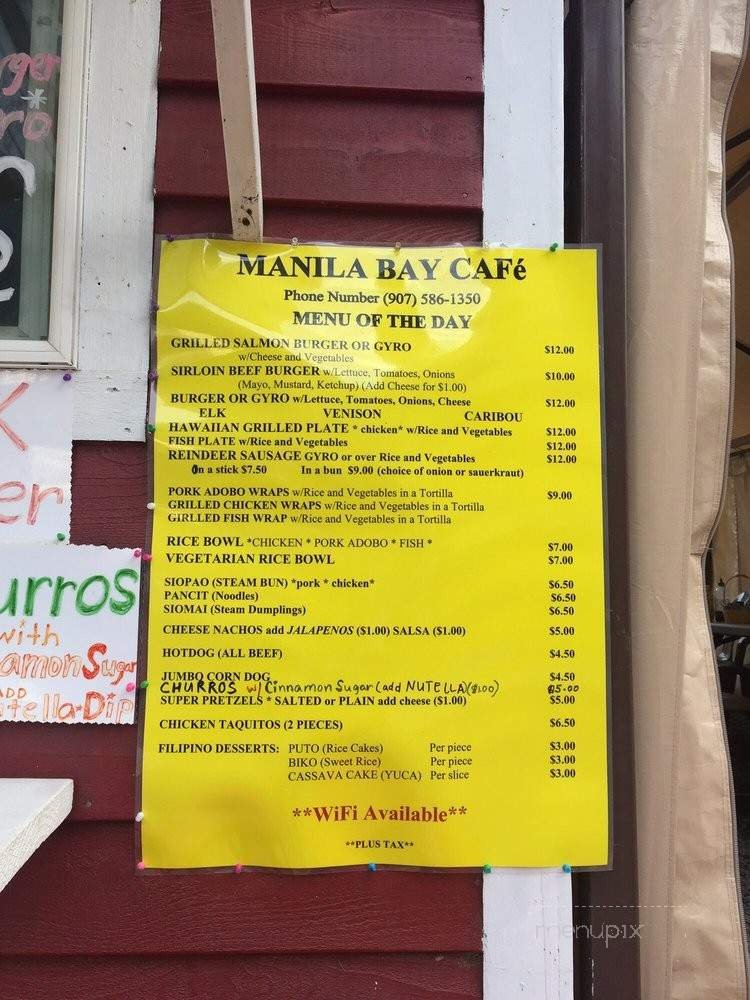 ger
ro
MANILA BAY CAFé
Phone Number (907) 586-1350
MENU OF THE DAY
GRILLED SALMON BURGER OR GYRO $12.00
w/Cheese and Vegetables
SIRLOIN BEEF BURGER w/Lettuce, Tomatoes, Onions $10.00
(Mayo, Mustard, Ketchup) (Add Cheese for $1.00)
BURGER OR GYRO w/Lettuce, Tomatoes, Onions, Cheese $12.00
ELK VENISON CARIBOU
HAWAIIAN GRILLED PLATE * chicken* w/Rice and Vegetables $12.00
FISH PLATE w/Rice and Vegetables $12.00
REINDEER SAUSAGE GYRO or over Rice and Vegetables $12.00
On a stick $7.50 In a bun $9.00 (choice of onion or sauerkraut)
PORK ADOBO WRAPS w/Rice and Vegetables in a Tortilla $9.00
GRILLED CHICKEN WRAPS w/Rice and Vegetables in a Tortilla
GIRLLED FISH WRAP w/Rice and Vegetables in a Tortilla
RICE BOWL *CHICKEN * PORK ADOBO * FISH * $7.00
VEGETARIAN RICE BOWL $7.00
SIOPAO (STEAM BUN) *pork * chicken* $6.50
PANCIT (Noodles) $6.50
SIOMAI (Steam Dumplings) $6.50
CHEESE NACHOS add JALAPENOS ($1.00) SALSA ($1.00) $5.00
HOTDOG (ALL BEEF) $4.50
JUMBO CORN DOG $4.50
CHURROS w/ Cinnamon Sugar (add NUTELLA)($1.00) $5.00
SUPER PRETZELS * SALTED or PLAIN add cheese ($1.00) $5.00
CHICKEN TAQUITOS (2 PIECES) $6.50
FILIPINO DESSERTS: PUTO (Rice Cakes) Per piece $3.00
BIKO (Sweet Rice) Per piece $3.00
CASSAVA CAKE (YUCA) Per slice $3.00
**WiFi Available**
**PLUS TAX**
K
er
urros
with
amon Sugar
ADD
tella-Dip
menupix